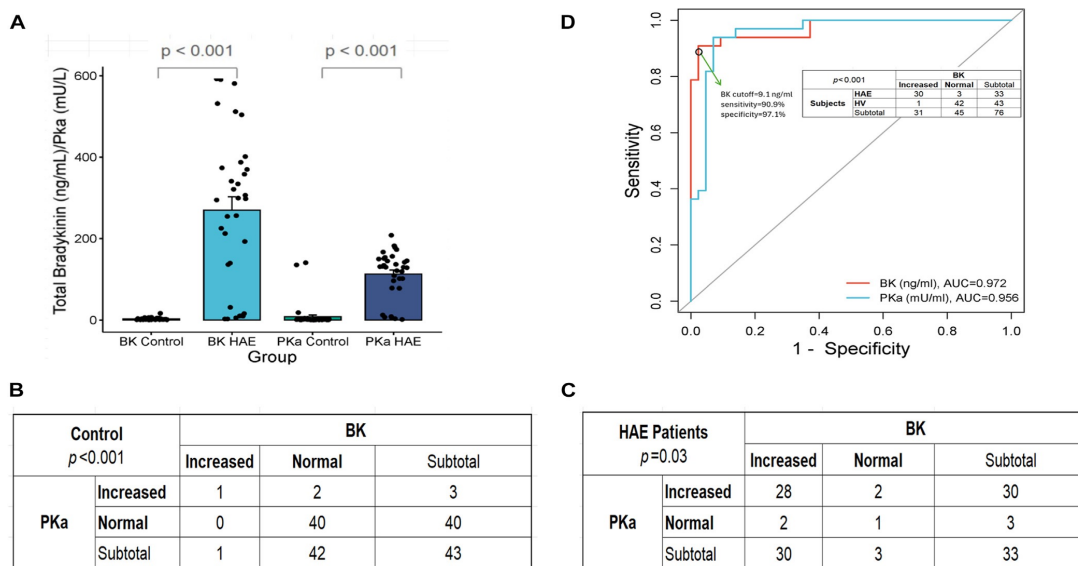 A
p < 0.001 p < 0.001
Total Bradykinin (ng/mL)/Pka (mU/L)
600
400
200
0
BK Control BK HAE PKa Control PKa HAE
Group
D
Sensitivity
1.0
0.8
0.6
0.4
0.2
0.0
BK cutoff=9.1 ng/ml
sensitivity=90.9%
specificity=97.1%
p<0.001 BK
Increased Normal Subtotal
Subjects HAE 30 3 33
HV 1 42 43
Subtotal 31 45 76
BK (ng/ml), AUC=0.972
PKa (mU/ml), AUC=0.956
0.0 0.2 0.4 0.6 0.8 1.0
1 - Specificity
B
Control
p<0.001
BK
Increased Normal Subtotal
PKa
Increased 1 2 3
Normal 0 40 40
Subtotal 1 42 43
C
HAE Patients
p=0.03
BK
Increased Normal Subtotal
PKa
Increased 28 2 30
Normal 2 1 3
Subtotal 30 3 33